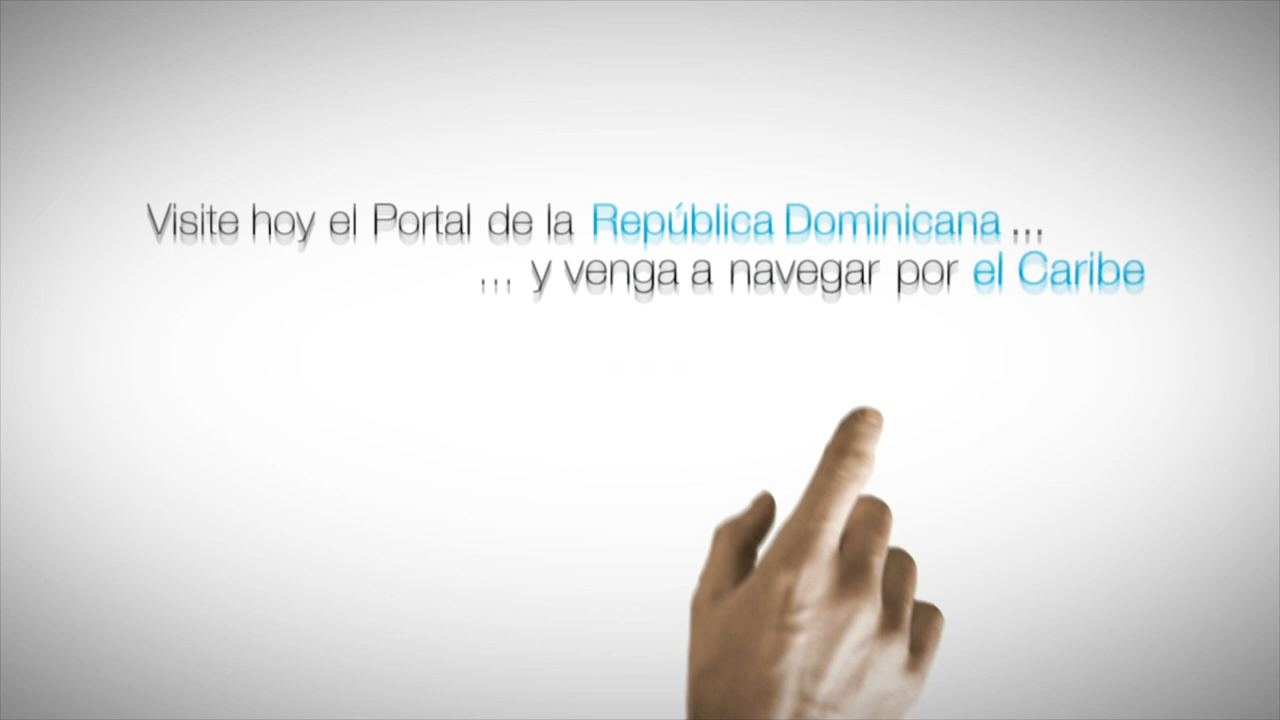 Visite hoy el Portal de la República Dominicana ...
... y venga a navegar por el Caribe